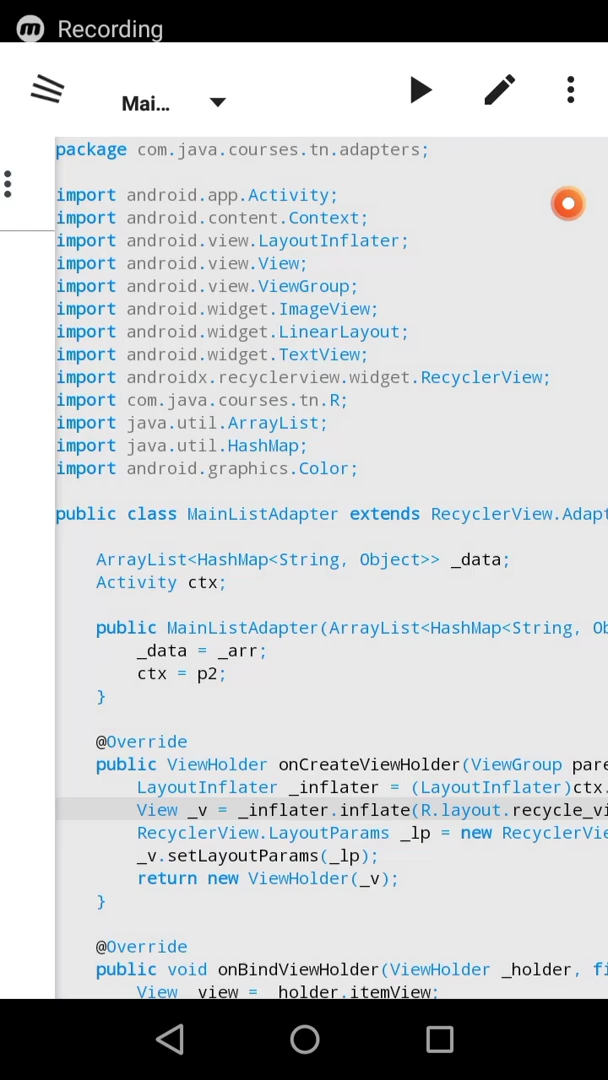 Recording
Mai...
package com.java.courses.tn.adapters;
import android.app.Activity;
import android.content.Context;
import android.view.LayoutInflater;
import android.view.View;
import android.view.ViewGroup;
import android.widget.ImageView;
import android.widget.LinearLayout;
import android.widget.TextView;
import androidx.recyclerview.widget.RecyclerView;
import com.java.courses.tn.R;
import java.util.ArrayList;
import java.util.HashMap;
import android.graphics.Color;
public class MainListAdapter extends RecyclerView.Adapt
ArrayList<HashMap<String, Object>> _data;
Activity ctx;
public MainListAdapter(ArrayList<HashMap<String, Ob
_data = _arr;
ctx = p2;
}
@Override
public ViewHolder onCreateViewHolder(ViewGroup pare
LayoutInflater _inflater = (LayoutInflater)ctx.
View _v = _inflater.inflate(R.layout.recycle_vi
RecyclerView.LayoutParams _lp = new RecyclerVie
_v.setLayoutParams(_lp);
return new ViewHolder(_v);
}
@Override
public void onBindViewHolder(ViewHolder _holder, fi
View _view = _holder.itemView;